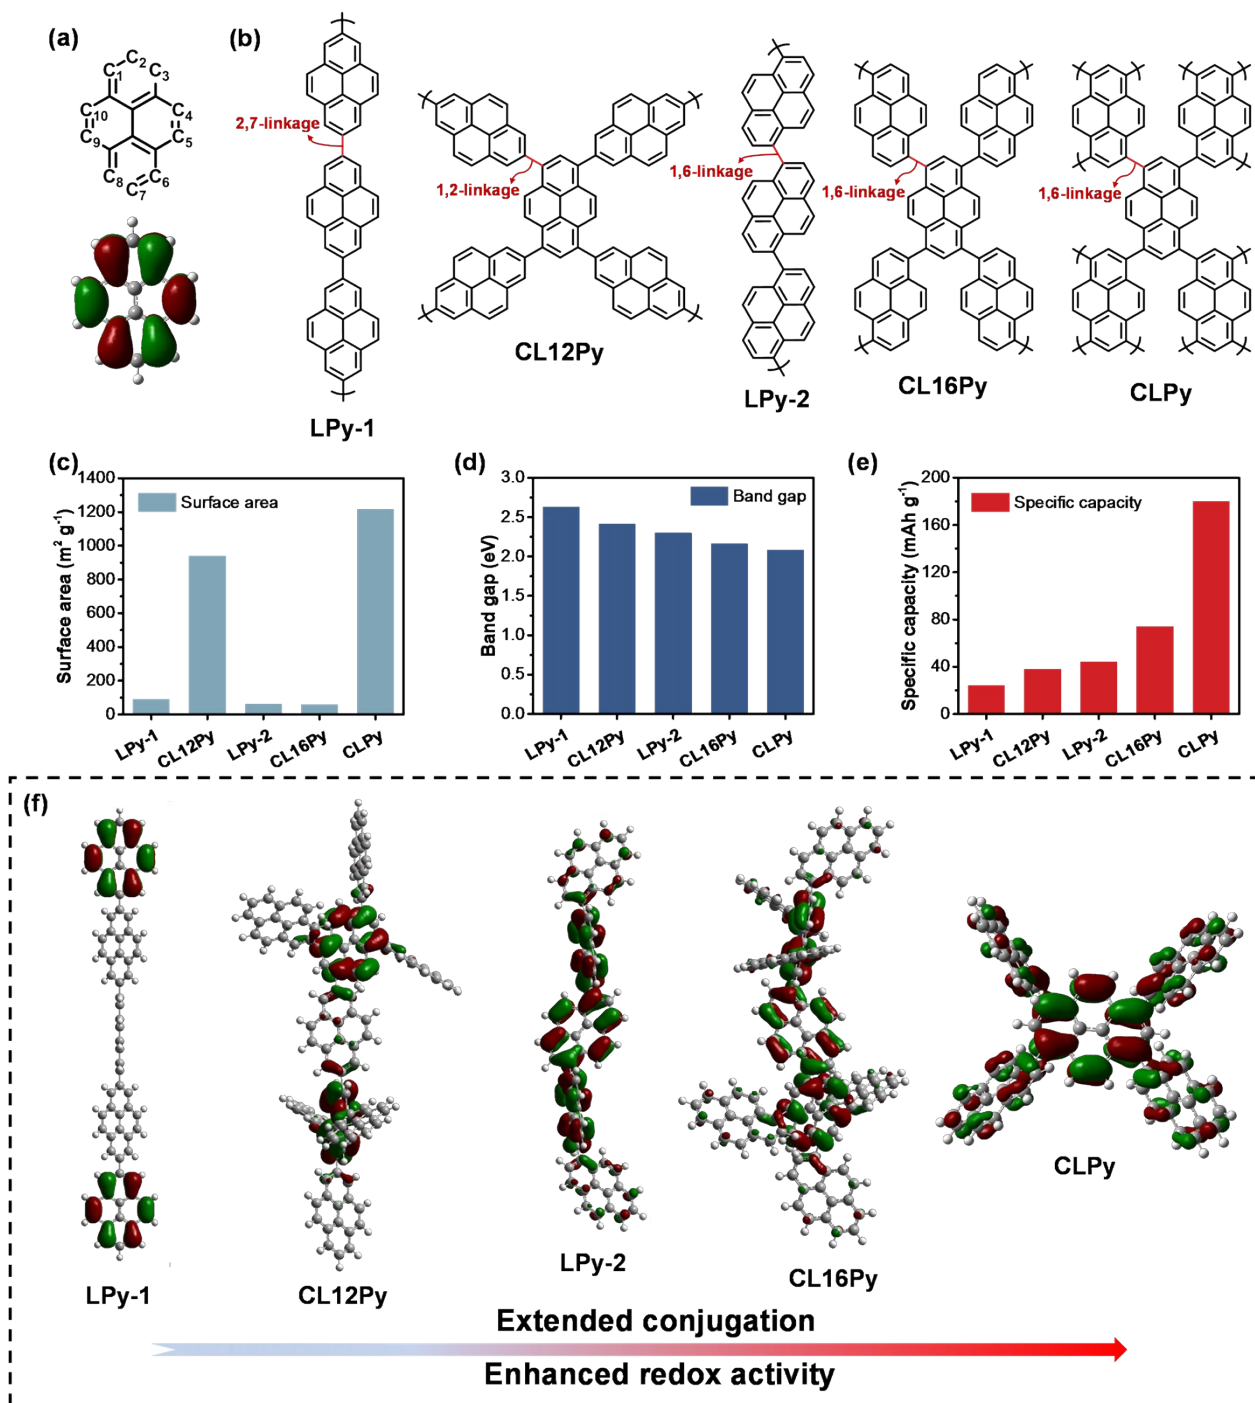 (a)
C2
C1 C3
C10 C4
C9 C5
C8 C6
C7
(b)
2,7-linkage
LPy-1
1,2-linkage
CL12Py
1,6-linkage
LPy-2
1,6-linkage
CL16Py
1,6-linkage
CLPy
(c)
Surface area (m² g⁻¹)
1400
1200
1000
800
600
400
200
0
Surface area
LPy-1 CL12Py LPy-2 CL16Py CLPy
(d)
Band gap (eV)
3.0
2.5
2.0
1.5
1.0
0.5
0.0
Band gap
LPy-1 CL12Py LPy-2 CL16Py CLPy
(e)
Specific capacity (mAh g⁻¹)
200
160
120
80
40
0
Specific capacity
LPy-1 CL12Py LPy-2 CL16Py CLPy
(f)
LPy-1
CL12Py
LPy-2
CL16Py
CLPy
Extended conjugation
Enhanced redox activity